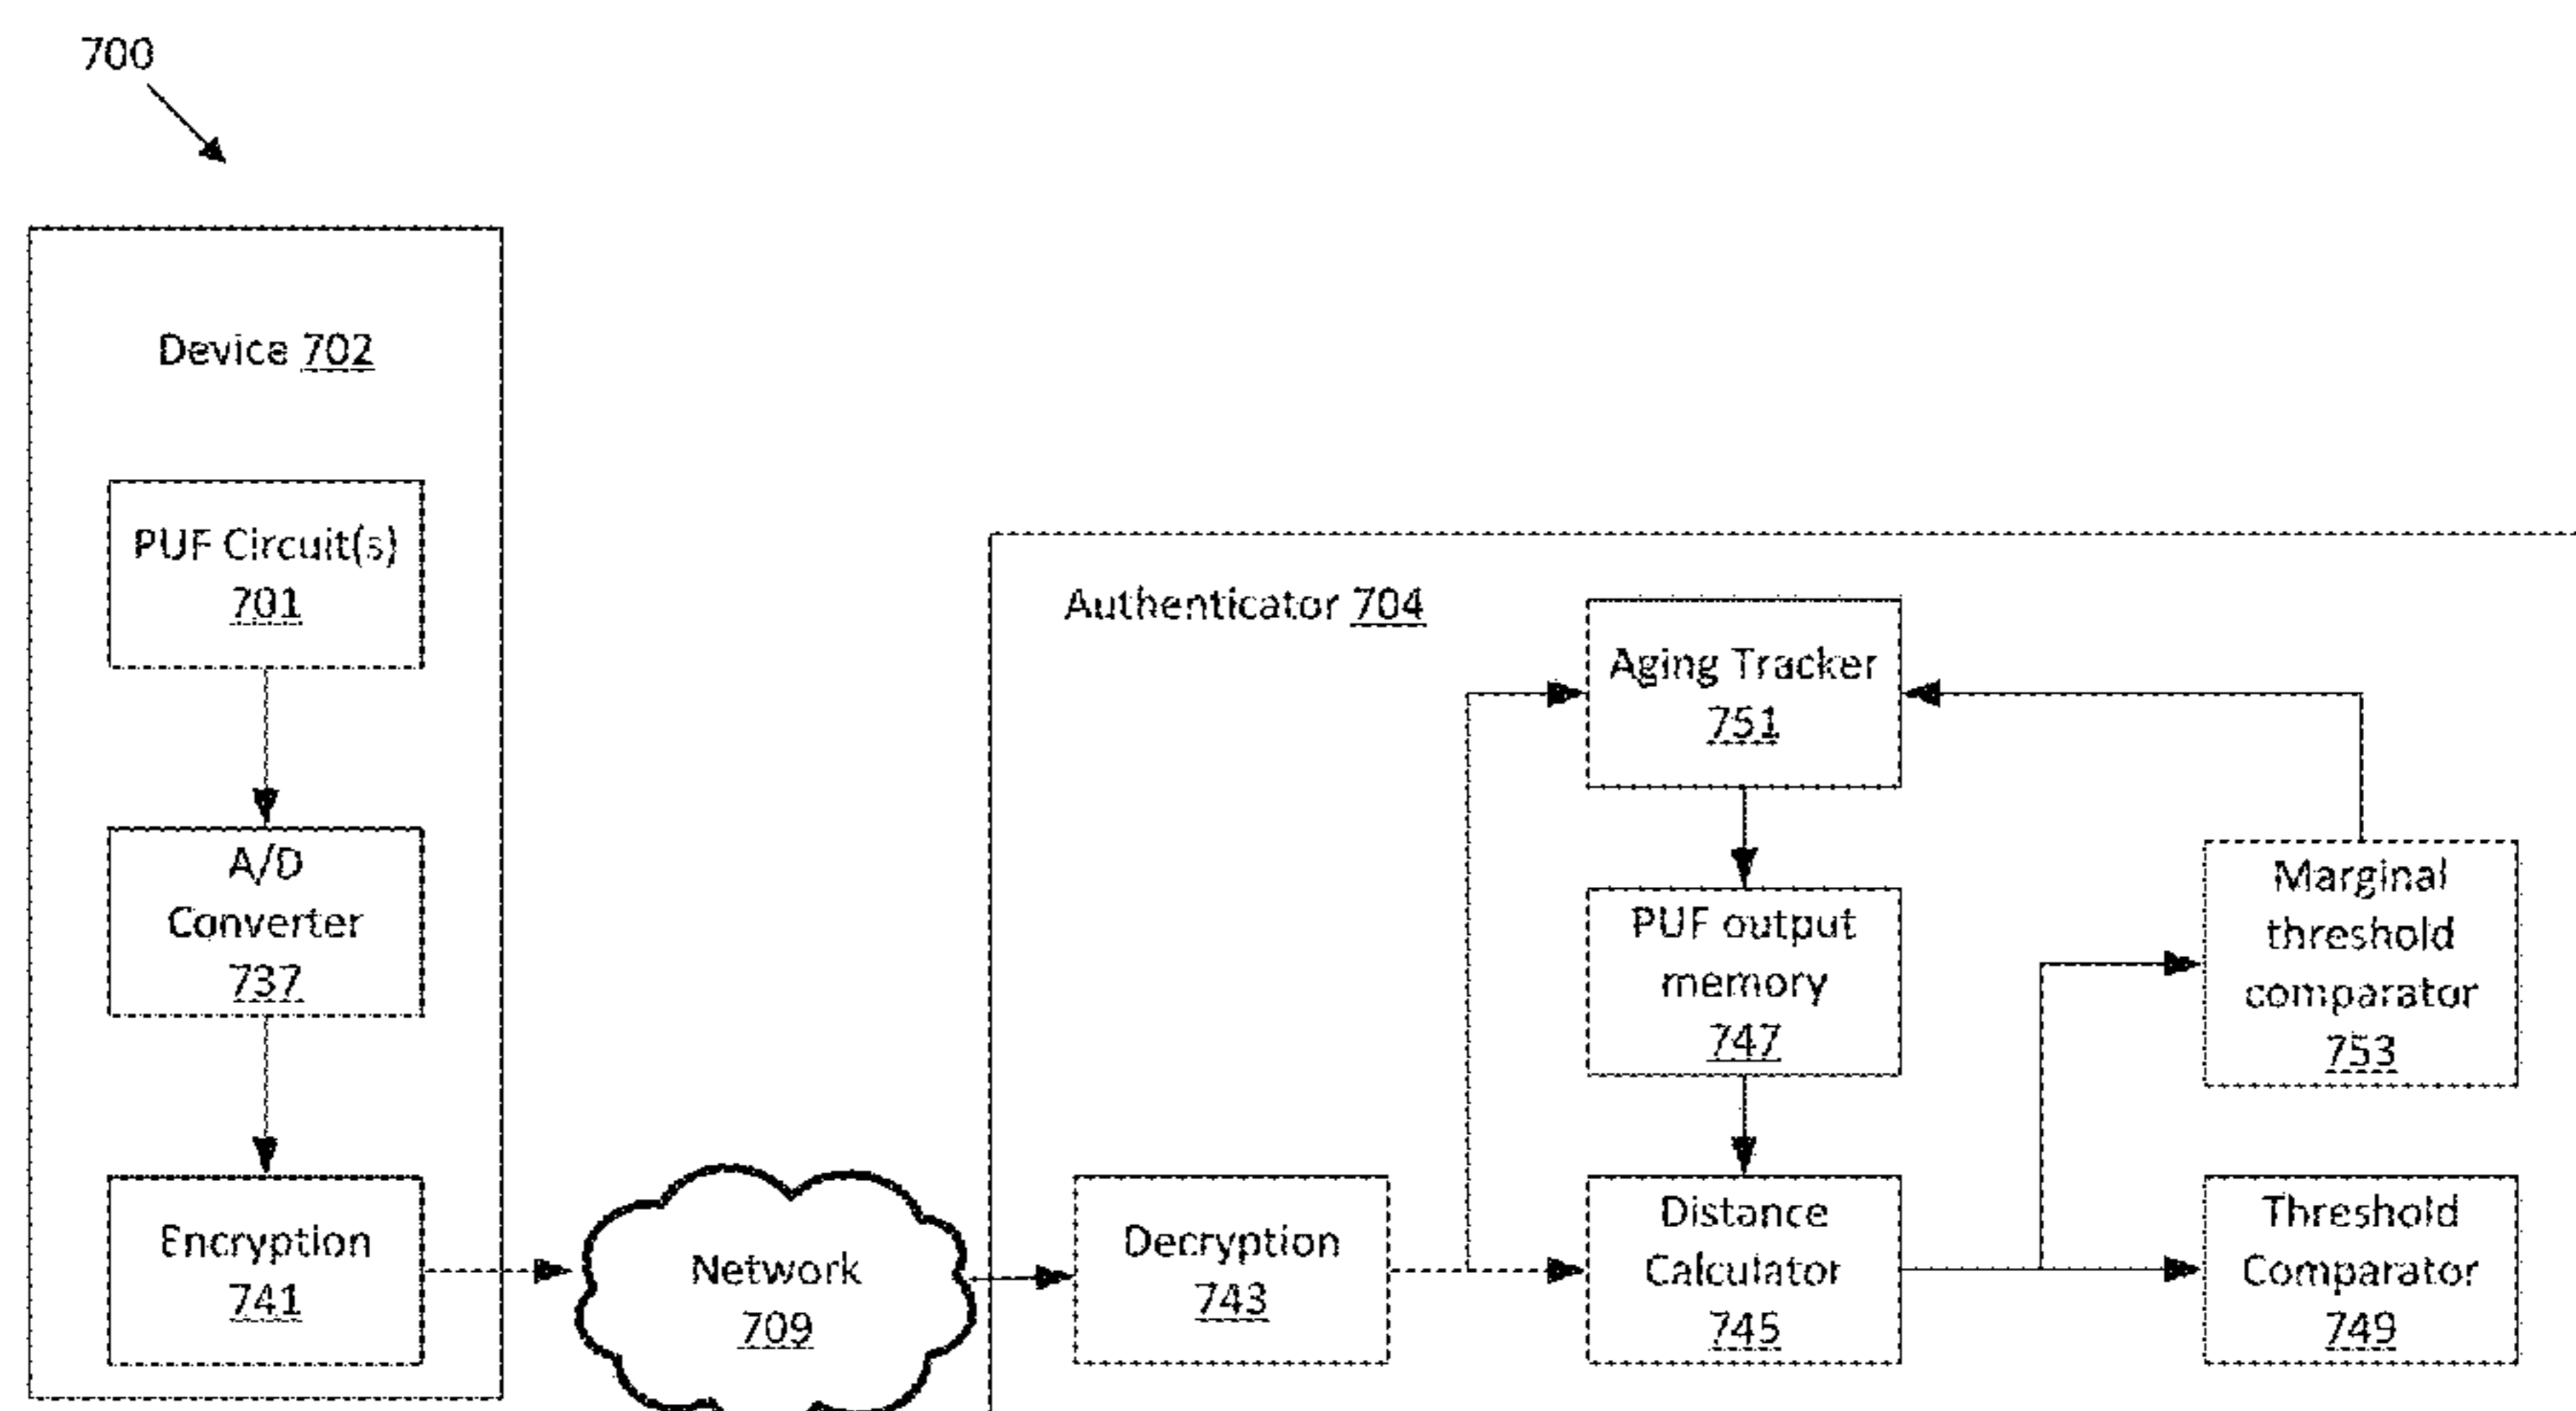 700
Device 702
PUF Circuit(s)
701
A/D
Converter
737
Encryption
741
Network
709
Authenticator 704
Decryption
743
Aging Tracker
751
PUF output
memory
747
Distance
Calculator
745
Marginal
threshold
comparator
753
Threshold
Comparator
749